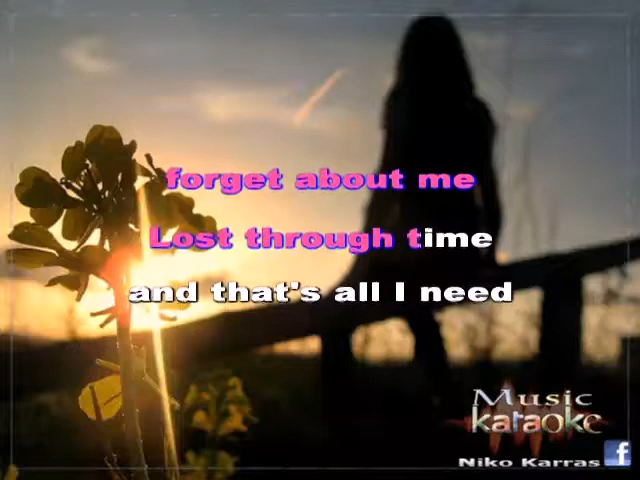 forget about me
Lost through time
and that's all I need
Music
karaoke
Niko Karras f